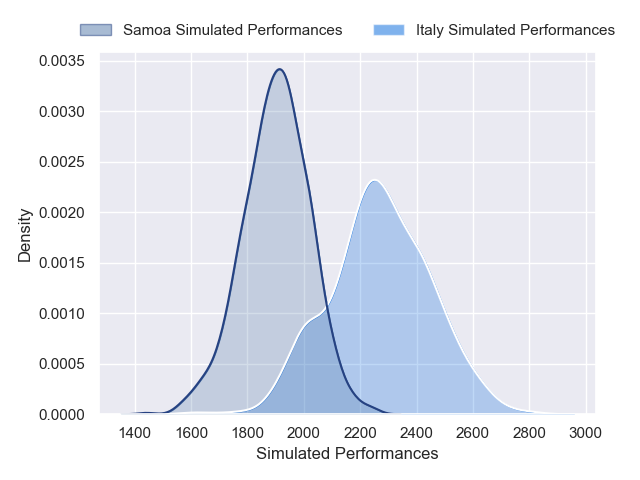 Samoa Simulated Performances Italy Simulated Performances
0.0035
0.0030
0.0025
0.0020
0.0015
0.0010
0.0005
0.0000
Density
1400 1600 1800 2000 2200 2400 2600 2800 3000
Simulated Performances